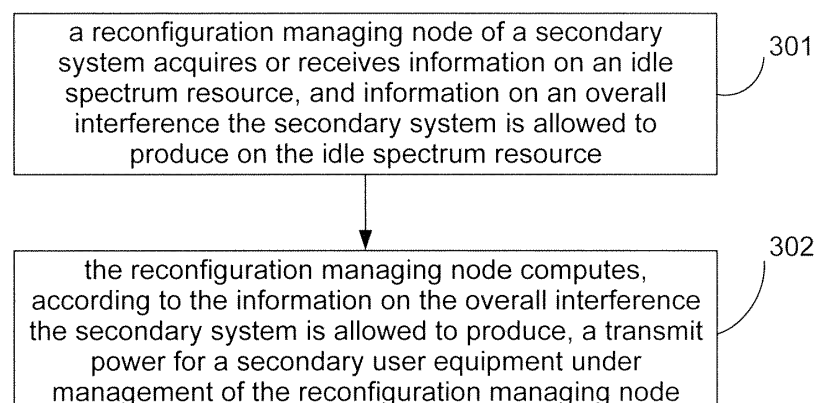 a reconfiguration managing node of a secondary
system acquires or receives information on an idle
spectrum resource, and information on an overall
interference the secondary system is allowed to
produce on the idle spectrum resource
301
the reconfiguration managing node computes,
according to the information on the overall interference
the secondary system is allowed to produce, a transmit
power for a secondary user equipment under
management of the reconfiguration managing node
302